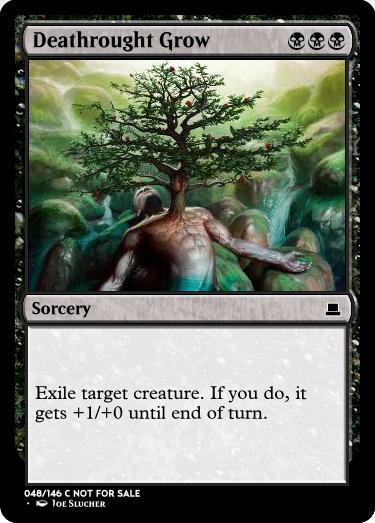 Deathrought Grow
Sorcery
Exile target creature. If you do, it
gets +1/+0 until end of turn.
048/146 C NOT FOR SALE
· Joe Slucher